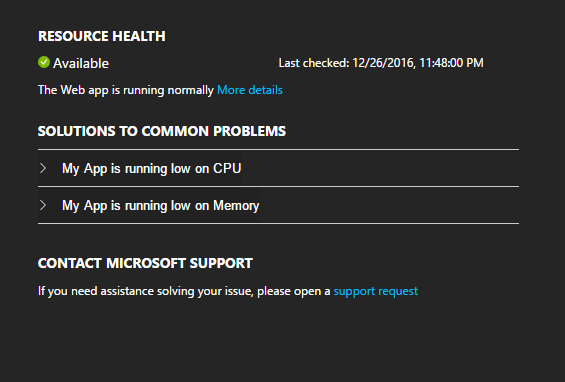 RESOURCE HEALTH
Available Last checked: 12/26/2016, 11:48:00 PM
The Web app is running normally More details
SOLUTIONS TO COMMON PROBLEMS
My App is running low on CPU
My App is running low on Memory
CONTACT MICROSOFT SUPPORT
If you need assistance solving your issue, please open a support request